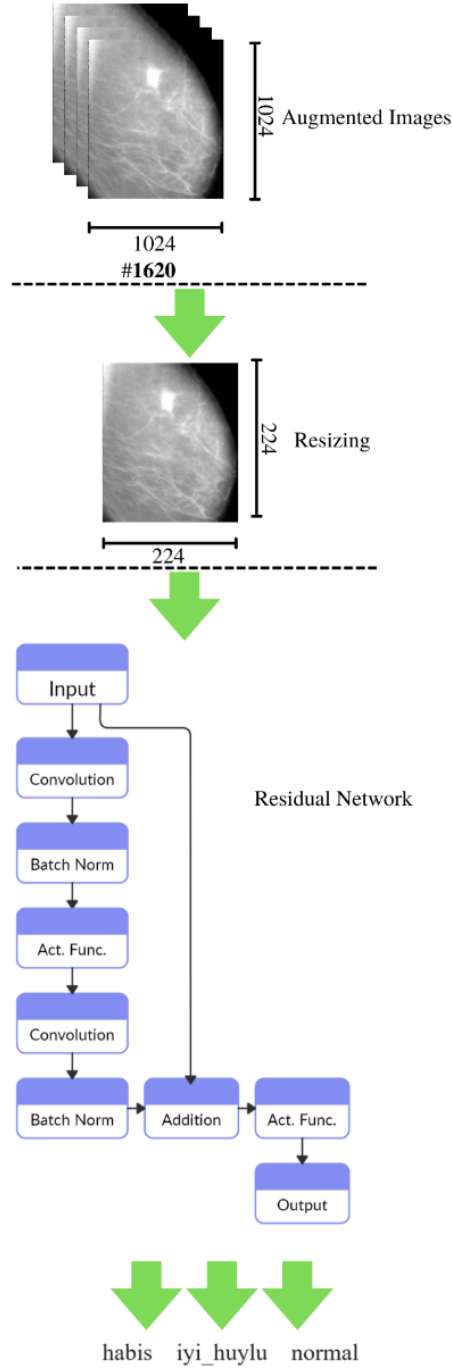 1024
Augmented Images
1024
#1620
224
Resizing
224
Input
Convolution
Residual Network
Batch Norm
Act. Func.
Convolution
Batch Norm
Addition
Act. Func.
Output
habis iyi_huylu normal